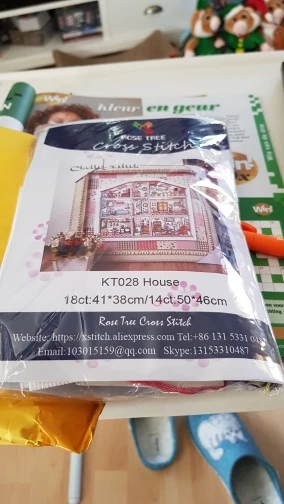 kleur en geur
ROSE TREE
Cross Stitch
KT028 House
18ct:41*38cm/14ct:50*46cm
Rose Tree Cross Stitch
Website: https://xstitch.aliexpress.com Tel:+86 131 5331
Email:103015159@qq.com Skype:13153310487